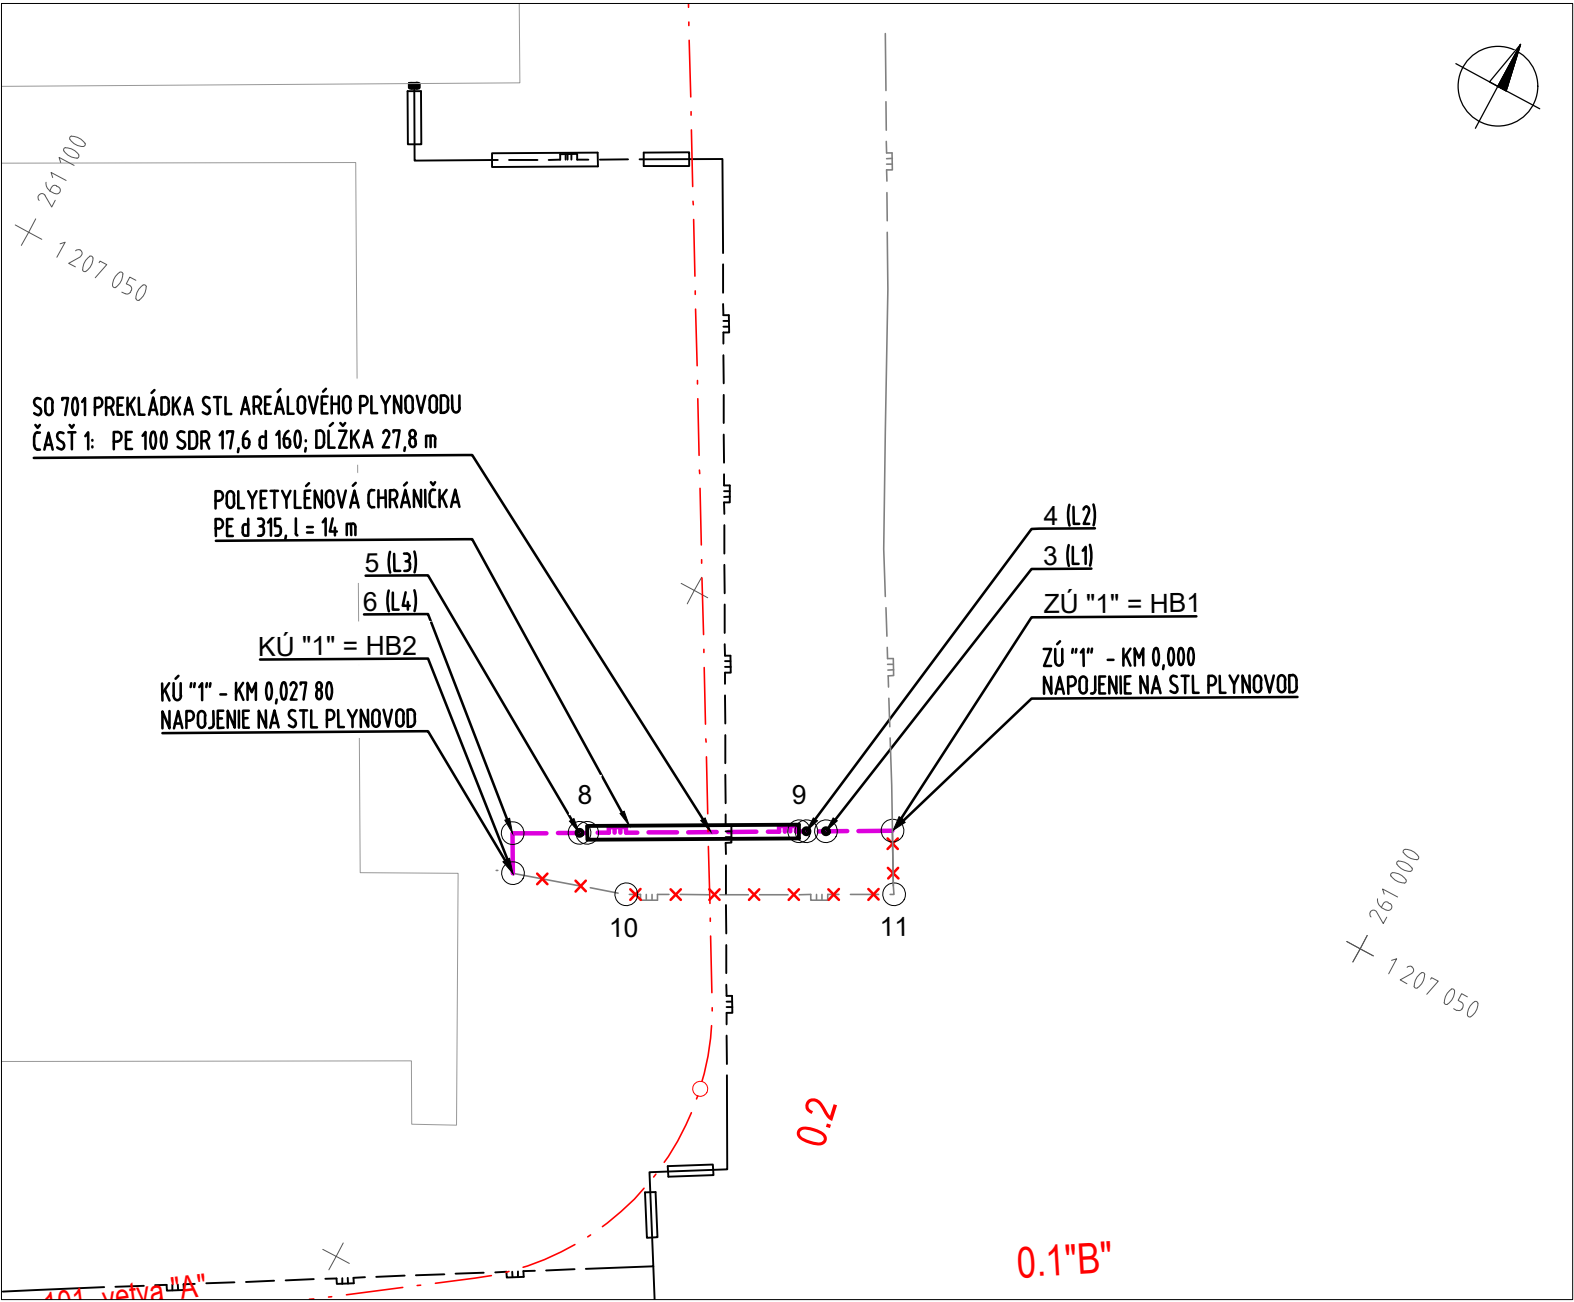 261 100
1 207 050
SO 701 PREKLÁDKA STL AREÁLOVÉHO PLYNOVODU
ČASŤ 1: PE 100 SDR 17,6 d 160; DĹŽKA 27,8 m
POLYETYLÉNOVÁ CHRÁNIČKA
PE d 315, l = 14 m
5 (L3)
6 (L4)
KÚ "1" = HB2
KÚ "1" - KM 0,027 80
NAPOJENIE NA STL PLYNOVOD
4 (L2)
3 (L1)
ZÚ "1" = HB1
ZÚ "1" - KM 0,000
NAPOJENIE NA STL PLYNOVOD
8
9
10
11
261 000
1 207 050
0.2
0.1"B"
101 vetva "A"